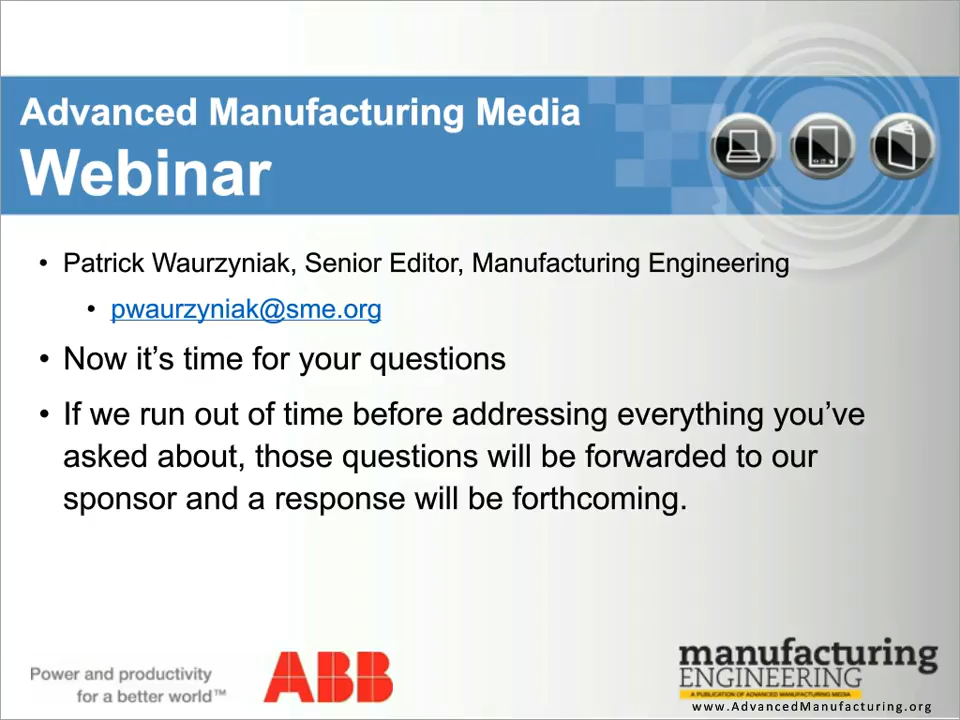 Advanced Manufacturing Media
Webinar
• Patrick Waurzyniak, Senior Editor, Manufacturing Engineering
• pwaurzyniak@sme.org
• Now it’s time for your questions
• If we run out of time before addressing everything you’ve
asked about, those questions will be forwarded to our
sponsor and a response will be forthcoming.
Power and productivity
for a better world™
ABB
manufacturing
ENGINEERING
A PUBLICATION OF ADVANCED MANUFACTURING MEDIA
www.AdvancedManufacturing.org